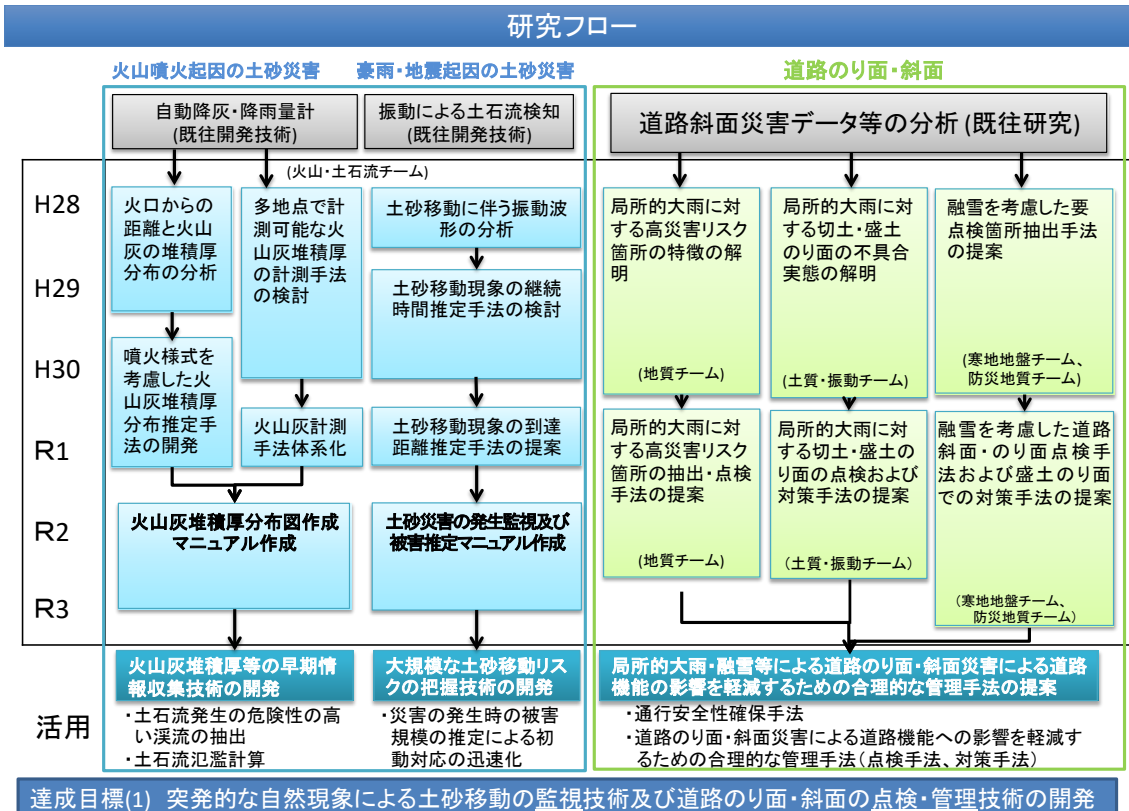 研究フロー
火山噴火起因の土砂災害
豪雨・地震起因の土砂災害
道路のり面・斜面
自動降灰・降雨量計
(既往開発技術)
振動による土石流検知
(既往開発技術)
道路斜面災害データ等の分析(既往研究)
(火山・土石流チーム)
H28
H29
H30
R1
R2
R3
活用
火口からの
距離と火山
灰の堆積厚
分布の分析
多地点で計
測可能な火
山灰堆積厚
の計測手法
の検討
噴火様式を
考慮した火
山灰堆積厚
分布推定手
法の開発
火山灰計測
手法体系化
火山灰堆積厚分布図作成
マニュアル作成
土砂移動に伴う振動波
形の分析
土砂移動現象の継続
時間推定手法の検討
土砂移動現象の到達
距離推定手法の提案
土砂災害の発生監視及び
被害推定マニュアル作成
局所的大雨に対
する高災害リスク
箇所の特徴の解
明
(地質チーム)
局所的大雨に対
する切土・盛土
のり面の不具合
実態の解明
(土質・振動チーム)
融雪を考慮した要
点検箇所抽出手法
の提案
(寒地地盤チーム、
防災地質チーム)
局所的大雨に対
する高災害リスク
箇所の抽出・点検
手法の提案
(地質チーム)
局所的大雨に対
する切土・盛土の
り面の点検および
対策手法の提案
(土質・振動チーム)
融雪を考慮した道路
斜面・のり面点検手
法および盛土のり面
での対策手法の提案
(寒地地盤チーム、
防災地質チーム)
火山灰堆積厚等の早期情
報収集技術の開発
・土石流発生の危険性の高
い渓流の抽出
・土石流氾濫計算
大規模な土砂移動リス
クの把握技術の開発
・災害の発生時の被害
規模の推定による初
動対応の迅速化
局所的大雨・融雪等による道路のり面・斜面災害による道路
機能の影響を軽減するための合理的な管理手法の提案
・通行安全性確保手法
・道路のり面・斜面災害による道路機能への影響を軽減す
るための合理的な管理手法(点検手法、対策手法)
達成目標(1) 突発的な自然現象による土砂移動の監視技術及び道路のり面・斜面の点検・管理技術の開発